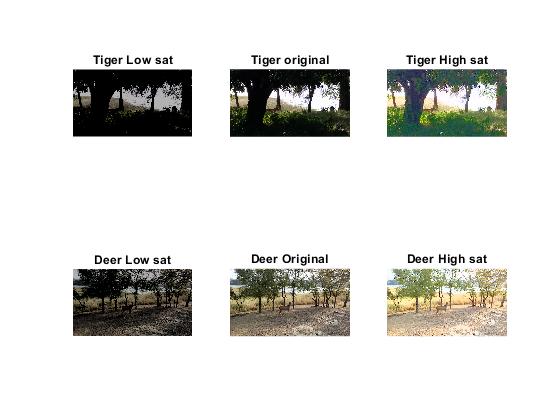 Tiger Low sat
Tiger original
Tiger High sat
Deer Low sat
Deer Original
Deer High sat